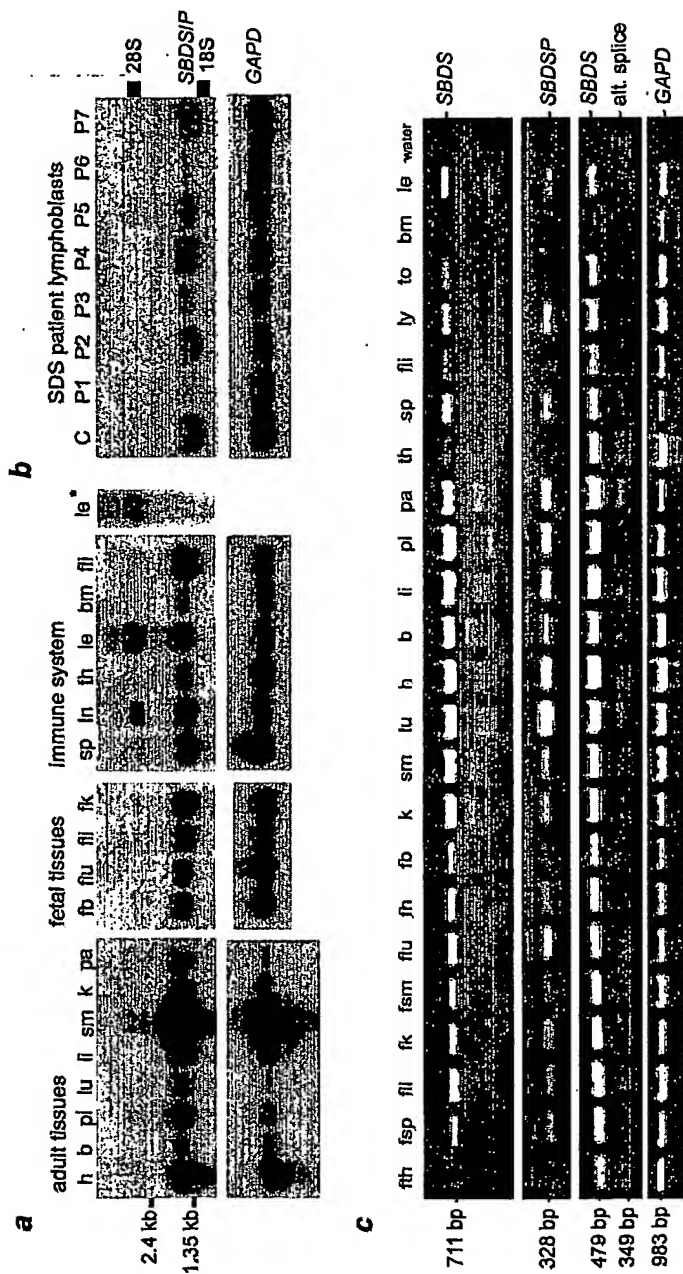 a
adult tissues fetal tissues immune system
h b pl lu li sm k pa fb flu fli fk sp ln th le bm fli le*
2.4 kb
1.35 kb
b
SDS patient lymphoblasts
C P1 P2 P3 P4 P5 P6 P7
28S
SBDS/P
18S
GAPD
c
fth fsp fli fk fsm flu fh fb k sm lu h b li pl pa th sp fli ly to bm le water
711 bp SBDS
328 bp SBDSP
479 bp SBDS
349 bp alt. splice
983 bp GAPD